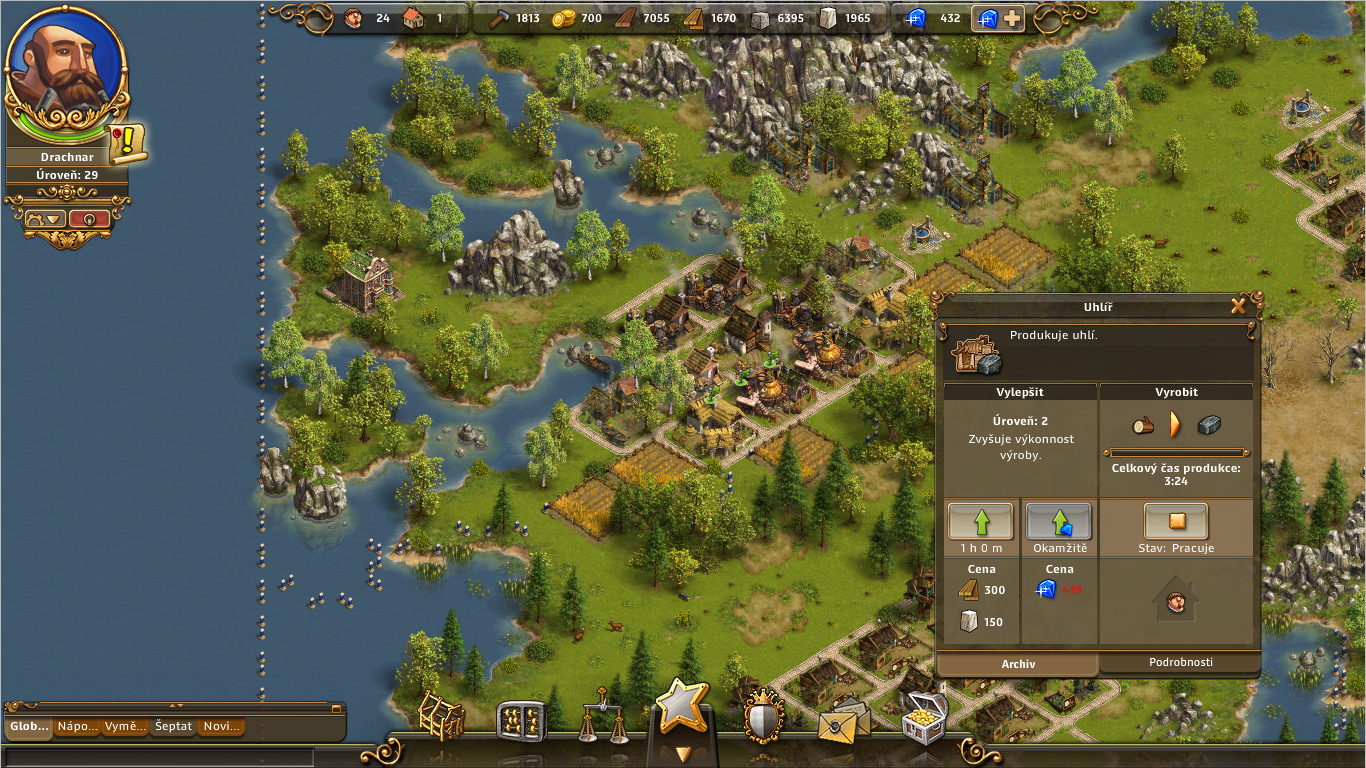 24 1 1813 700 7055 1670 6395 1965 432
Drachnar
Úroveň: 29
Uhlíř
Produkuje uhlí.
Vylepšit
Vyrobit
Úroveň: 2
Zvyšuje výkonnost
výroby.
Celkový čas produkce:
3:24
1 h 0 m
Okamžitě
Stav: Pracuje
Cena
Cena
300
439
150
Archiv
Podrobnosti
Glob... Nápo... Vymě... Šeptat Novi...